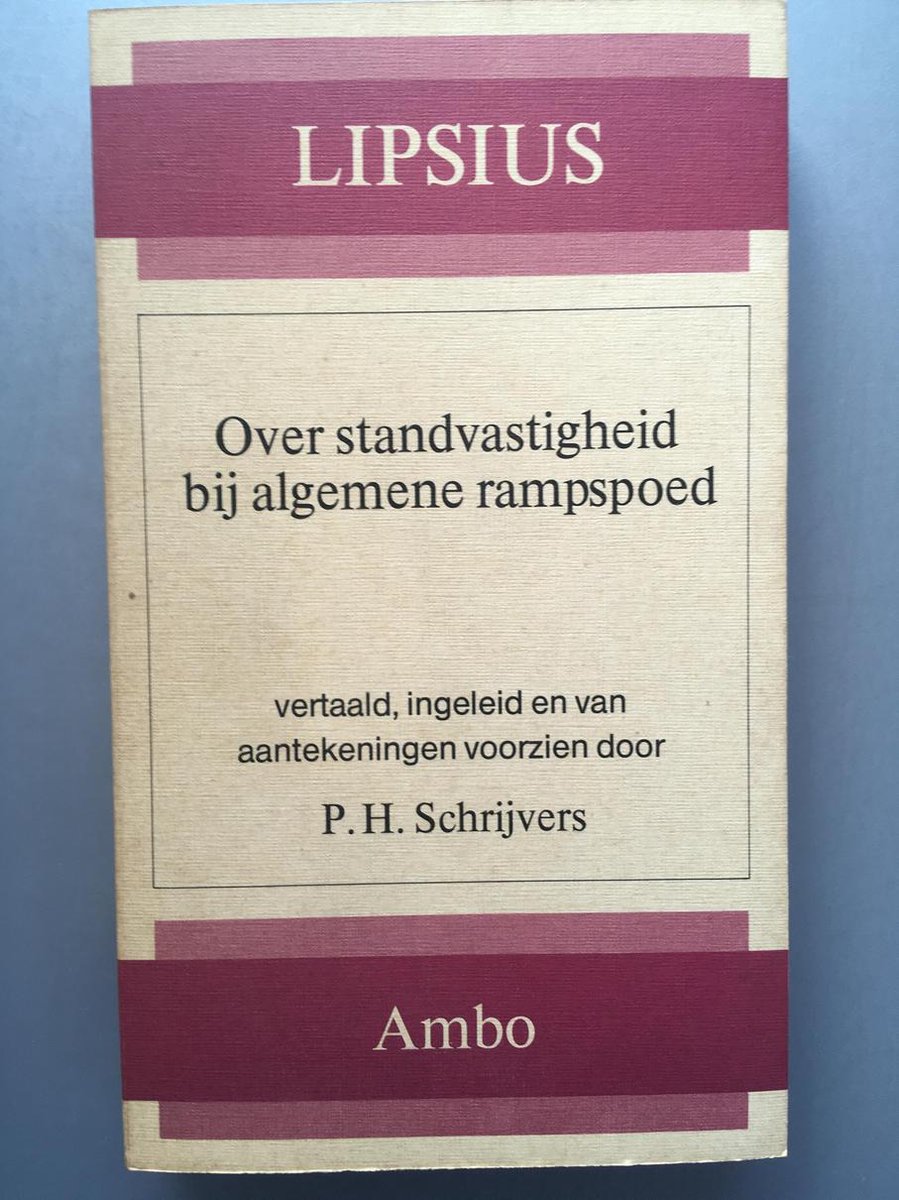 LIPSIUS
Over standvastigheid
bij algemene rampspoed
vertaald, ingeleid en van
aantekeningen voorzien door
P. H. Schrijvers
Ambo